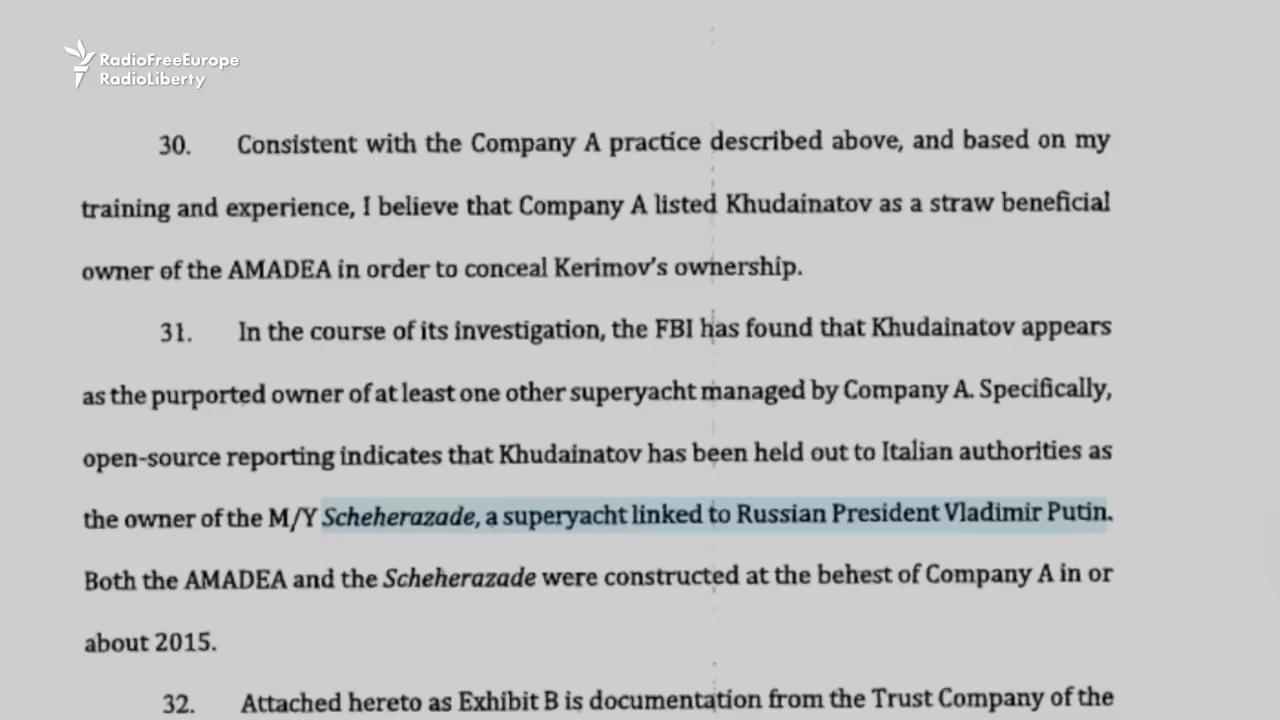 RadioFreeEurope
RadioLiberty
30. Consistent with the Company A practice described above, and based on my
training and experience, I believe that Company A listed Khudainatov as a straw beneficial
owner of the AMADEA in order to conceal Kerimov's ownership.
31. In the course of its investigation, the FBI has found that Khudainatov appears
as the purported owner of at least one other superyacht managed by Company A. Specifically,
open-source reporting indicates that Khudainatov has been held out to Italian authorities as
the owner of the M/Y Scheherazade, a superyacht linked to Russian President Vladimir Putin.
Both the AMADEA and the Scheherazade were constructed at the behest of Company A in or
about 2015.
32. Attached hereto as Exhibit B is documentation from the Trust Company of the